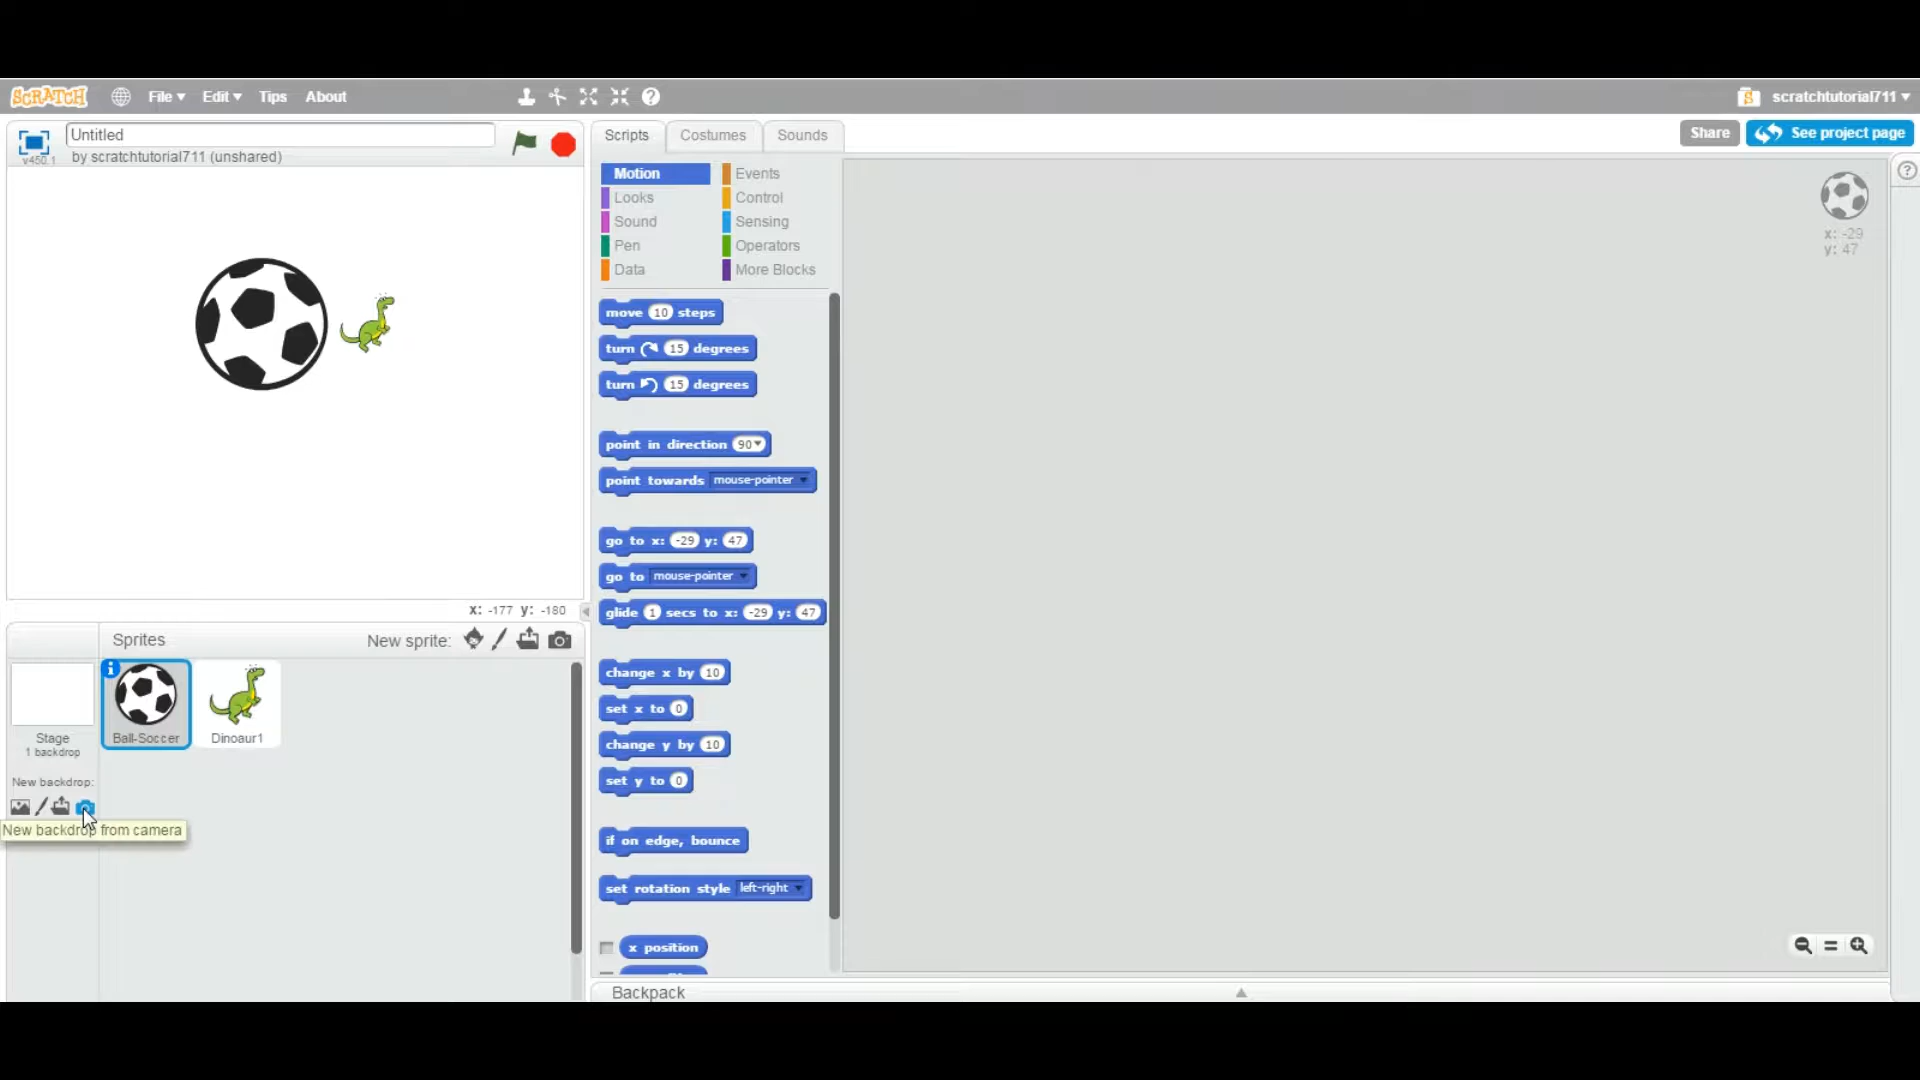 SCRATCH File Edit Tips About scratchtutorial711
Untitled
by scratchtutorial711 (unshared)
v450.1
Scripts Costumes Sounds
Share See project page
Motion Events
Looks Control
Sound Sensing
Pen Operators
Data More Blocks
x: -29
y: 47
move 10 steps
turn 15 degrees
turn 15 degrees
point in direction 90
point towards mouse-pointer
go to x: -29 y: 47
go to mouse-pointer
glide 1 secs to x: -29 y: 47
change x by 10
set x to 0
change y by 10
set y to 0
if on edge, bounce
set rotation style left-right
x position
x: -177 y: -180
Sprites New sprite:
Stage
1 backdrop
Ball-Soccer Dinoaur1
New backdrop:
New backdrop from camera
Backpack